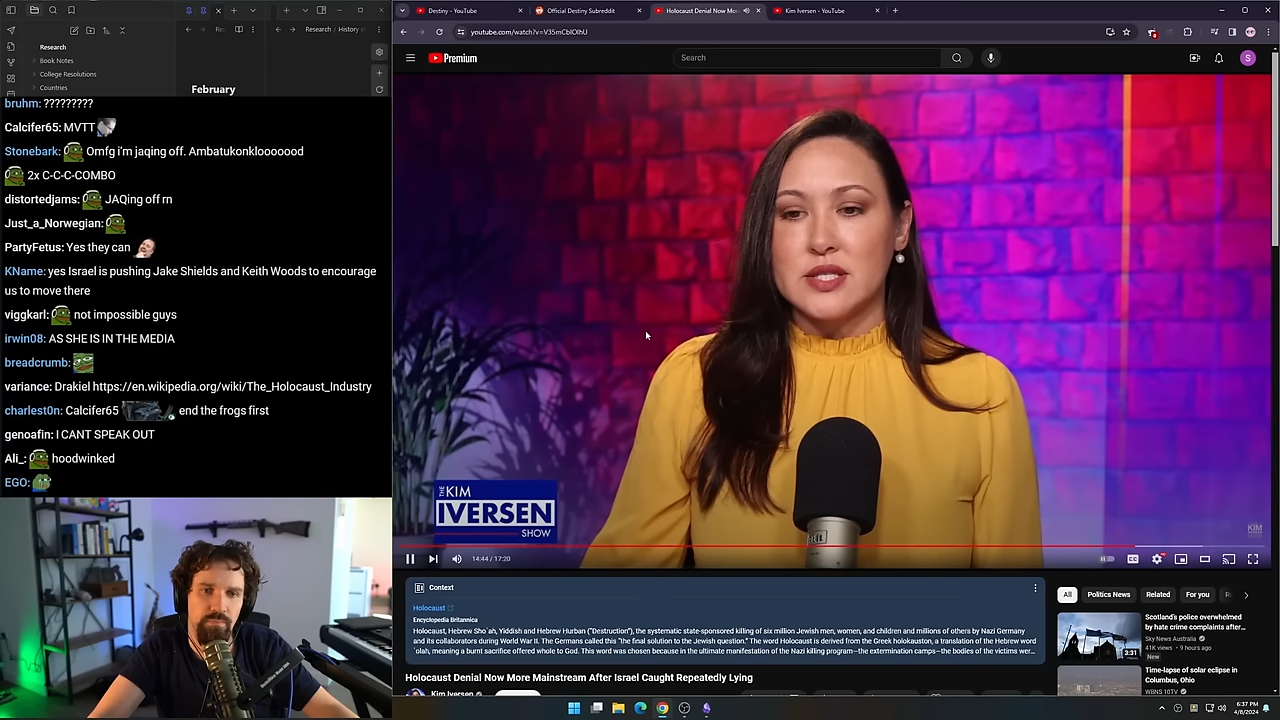 Destiny - YouTube
Official Destiny Subreddit
Holocaust Denial Now Mor
Kim Iversen - YouTube
youtube.com/watch?v=V35mCblOlhU
Research / History (
Premium
Search
S
Research
Book Notes
College Resolutions
Countries
February
bruhm: ?????????
Calcifer65: MVTT
Stonebark: Omfg i'm jaqing off. Ambatukonklooooood
2x C-C-C-COMBO
distortedjams: JAQing off rn
Just_a_Norwegian:
PartyFetus: Yes they can
KName: yes Israel is pushing Jake Shields and Keith Woods to encourage
us to move there
viggkarl: not impossible guys
irwin08: AS SHE IS IN THE MEDIA
breadcrumb:
variance: Drakiel https://en.wikipedia.org/wiki/The_Holocaust_Industry
charlest0n: Calcifer65 end the frogs first
genoafin: I CANT SPEAK OUT
Ali_: hoodwinked
EGO:
THE KIM
IVERSEN
SHOW
14:44 / 17:20
Context
Holocaust
Encyclopedia Britannica
Holocaust, Hebrew Sho ah, Yiddish and Hebrew Hurban ("Destruction"), the systematic state-sponsored killing of six million Jewish men, women, and children and millions of others by Nazi Germany
and its collaborators during World War II. The Germans called this "the final solution to the Jewish question." The word Holocaust is derived from the Greek holokauston, a translation of the Hebrew word
ʿolah, meaning a burnt sacrifice offered whole to God. This word was chosen because in the ultimate manifestation of the Nazi killing program—the extermination camps—the bodies of the victims wer...
Holocaust Denial Now More Mainstream After Israel Caught Repeatedly Lying
Kim Iversen
All
Politics News
Related
For you
Scotland's police overwhelmed
by hate crime complaints after...
Sky News Australia
41K views • 9 hours ago
New
3:31
Time-lapse of solar eclipse in
Columbus, Ohio
WBNS 10TV
6:37 PM
4/8/2024